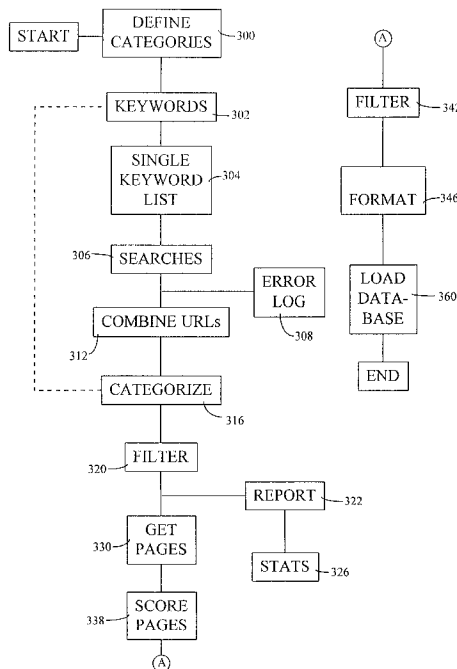 START
DEFINE
CATEGORIES
300
KEYWORDS
302
SINGLE
KEYWORD
LIST
304
306
SEARCHES
ERROR
LOG
308
COMBINE URLs
312
CATEGORIZE
316
320
FILTER
REPORT
322
330
GET
PAGES
STATS
326
338
SCORE
PAGES
A
A
FILTER
342
FORMAT
346
LOAD
DATA-
BASE
360
END